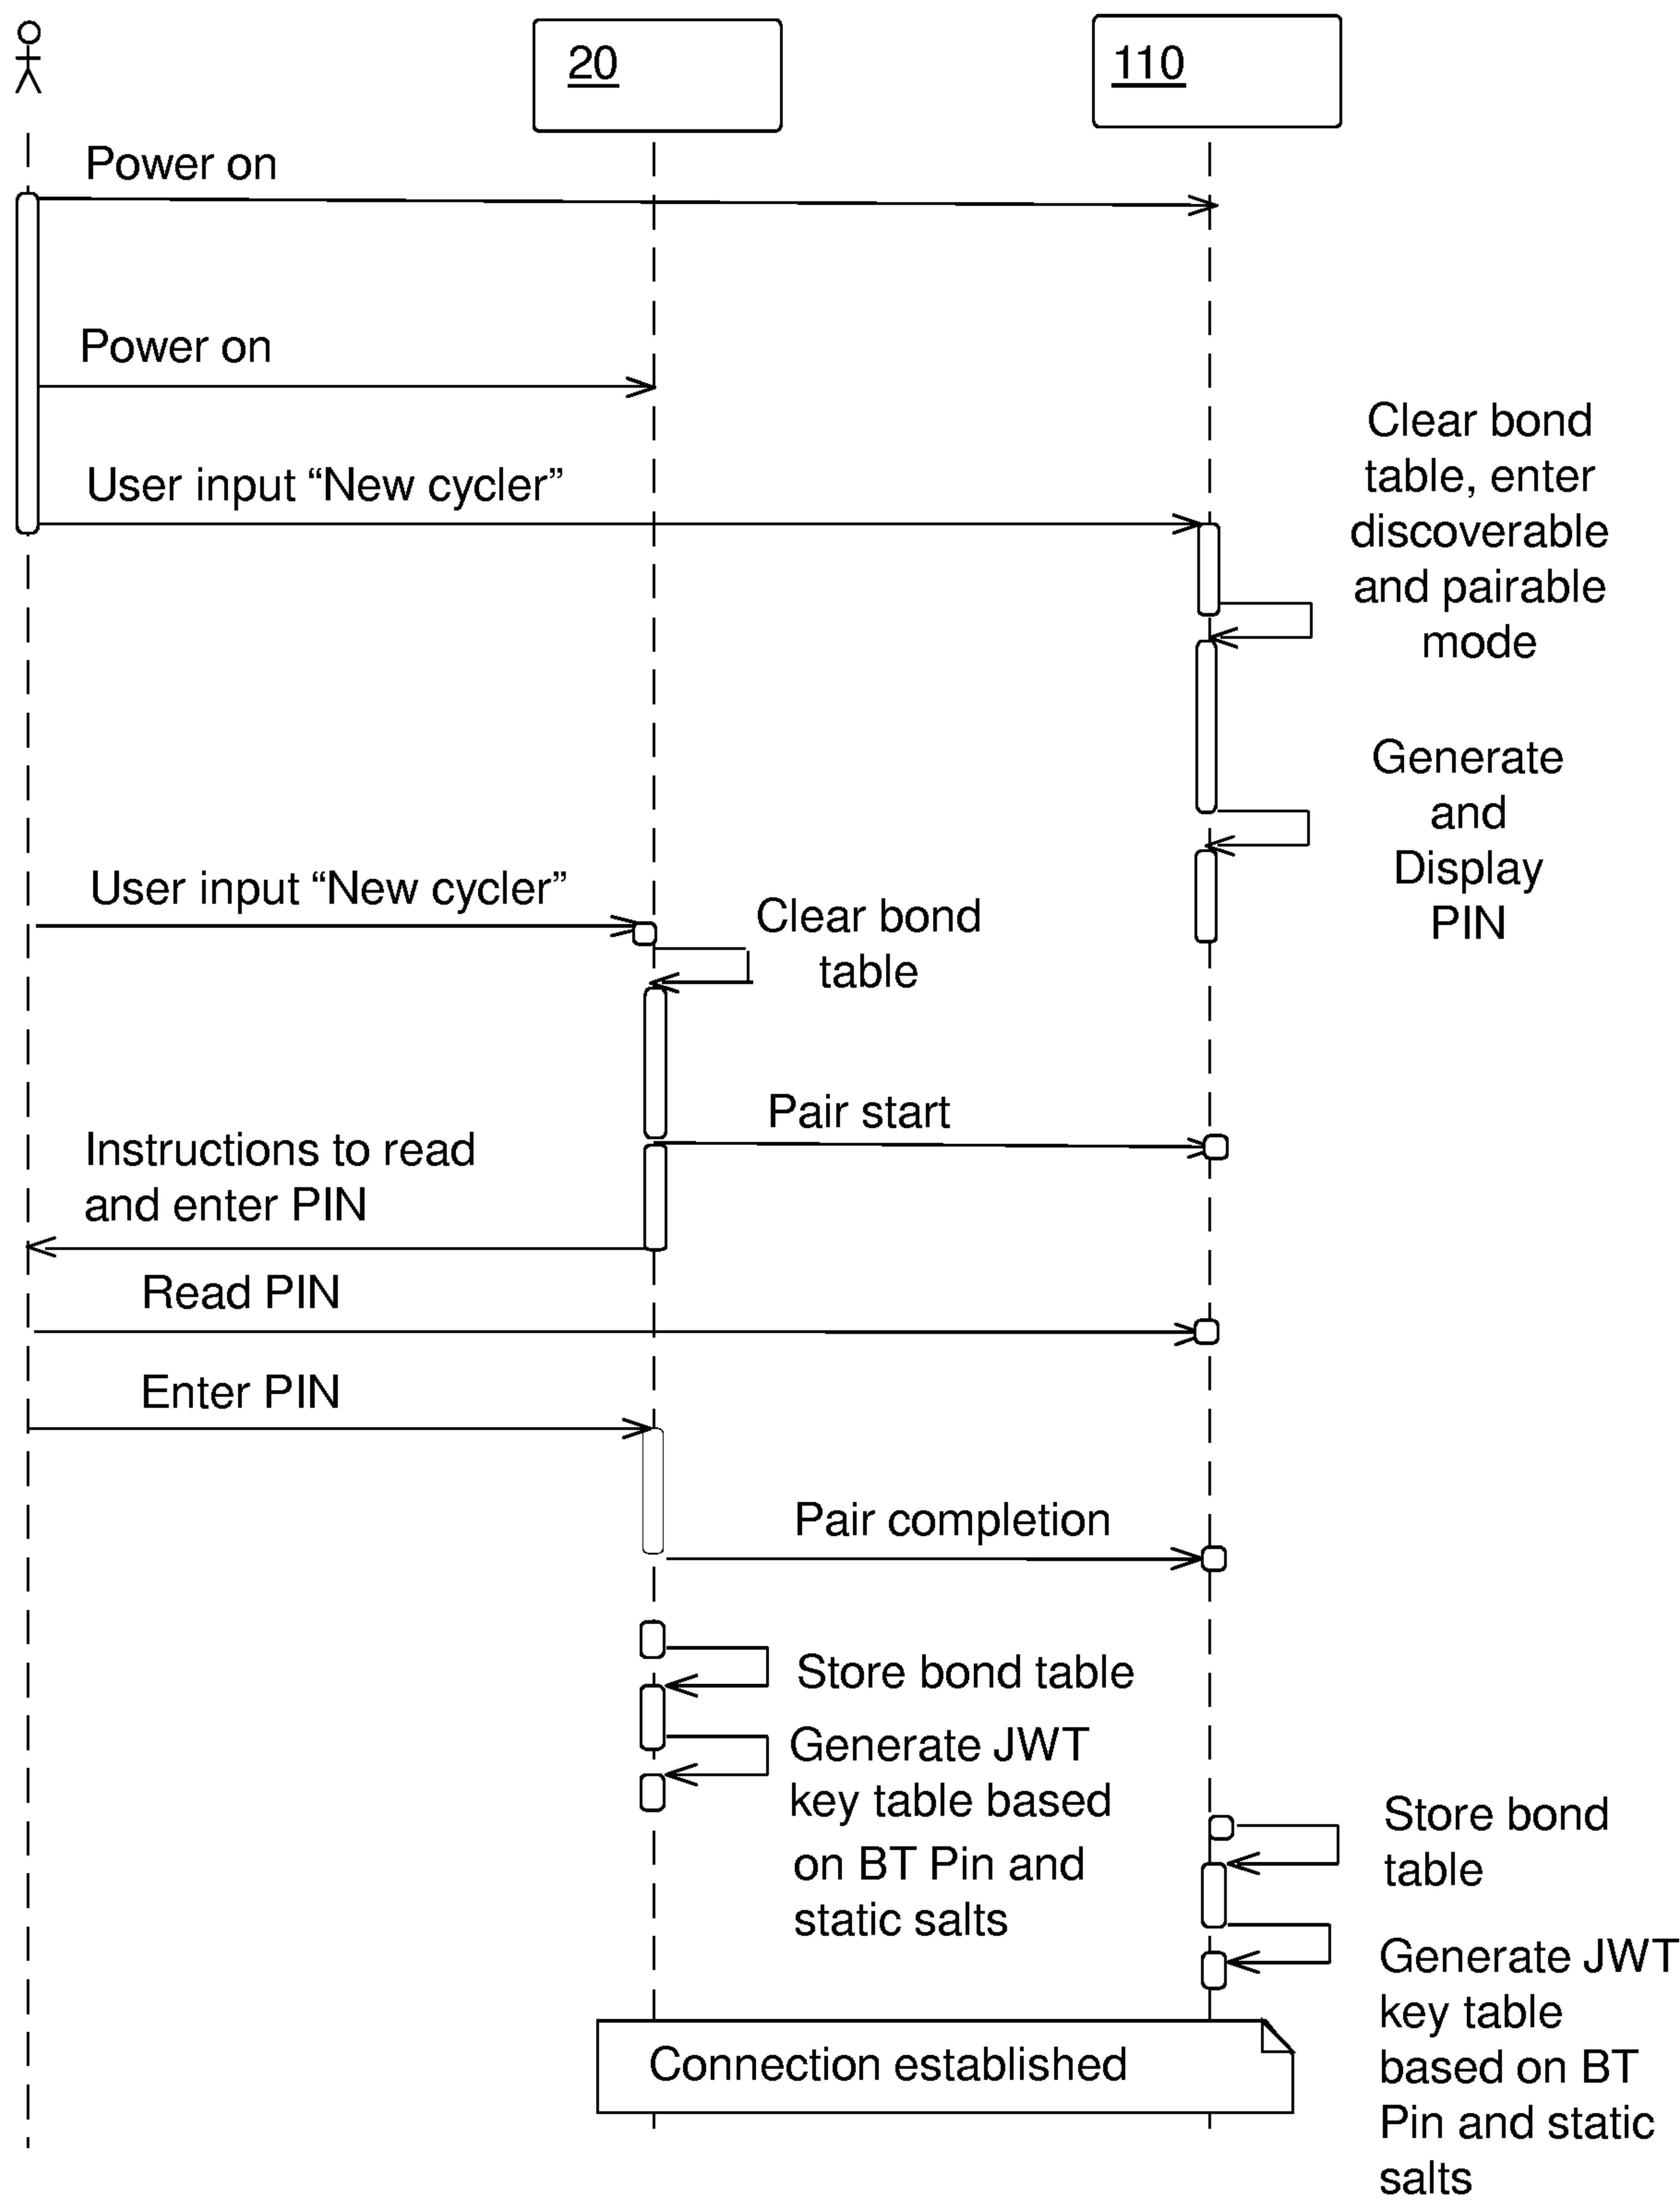 20
110
Power on
Power on
User input “New cycler”
Clear bond
table, enter
discoverable
and pairable
mode
Generate
and
Display
PIN
User input “New cycler”
Clear bond
table
Pair start
Instructions to read
and enter PIN
Read PIN
Enter PIN
Pair completion
Store bond table
Generate JWT
key table based
on BT Pin and
static salts
Store bond
table
Generate JWT
key table
based on BT
Pin and static
salts
Connection established